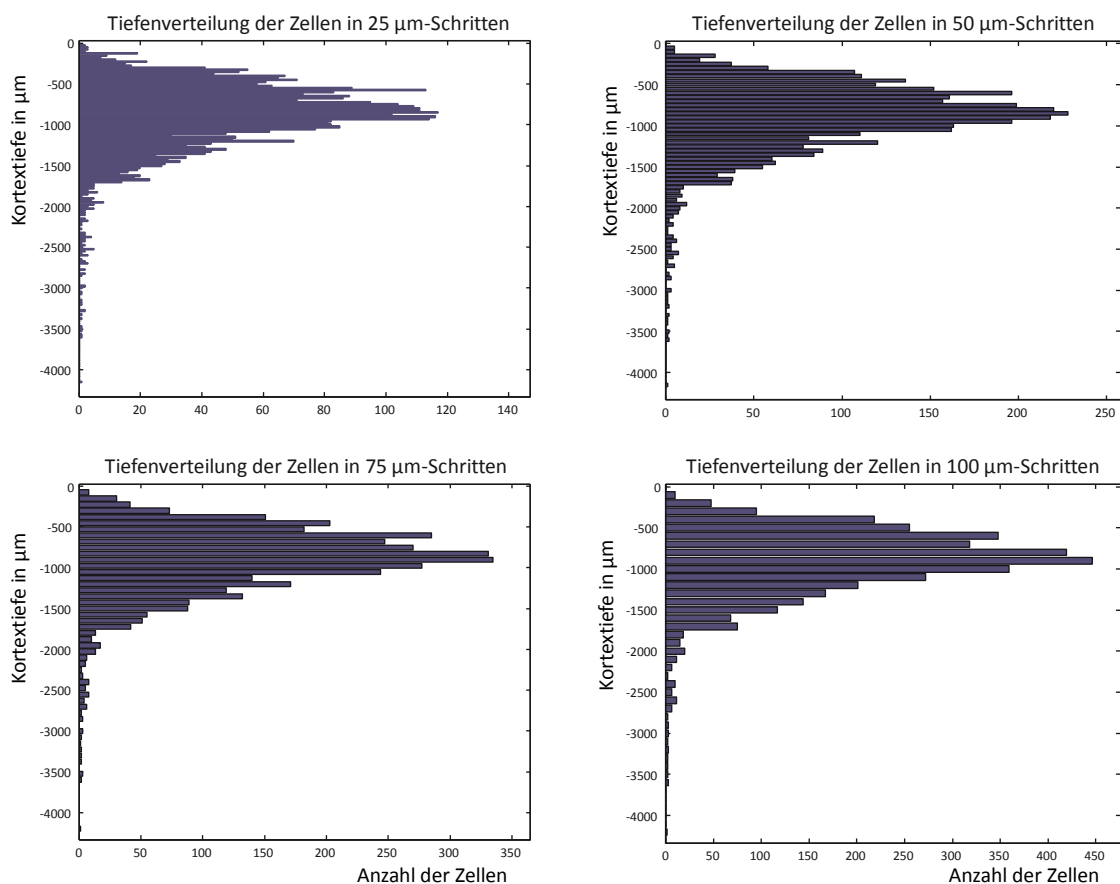 Tiefenverteilung der Zellen in 25 µm-Schritten
Kortextiefe in µm
0
-500
-1000
-1500
-2000
-2500
-3000
-3500
-4000
0 20 40 60 80 100 120 140
Tiefenverteilung der Zellen in 50 µm-Schritten
Kortextiefe in µm
0
-500
-1000
-1500
-2000
-2500
-3000
-3500
-4000
0 50 100 150 200 250
Tiefenverteilung der Zellen in 75 µm-Schritten
Kortextiefe in µm
0
-500
-1000
-1500
-2000
-2500
-3000
-3500
-4000
0 50 100 150 200 250 300 350
Anzahl der Zellen
Tiefenverteilung der Zellen in 100 µm-Schritten
Kortextiefe in µm
0
-500
-1000
-1500
-2000
-2500
-3000
-3500
-4000
0 50 100 150 200 250 300 350 400 450
Anzahl der Zellen